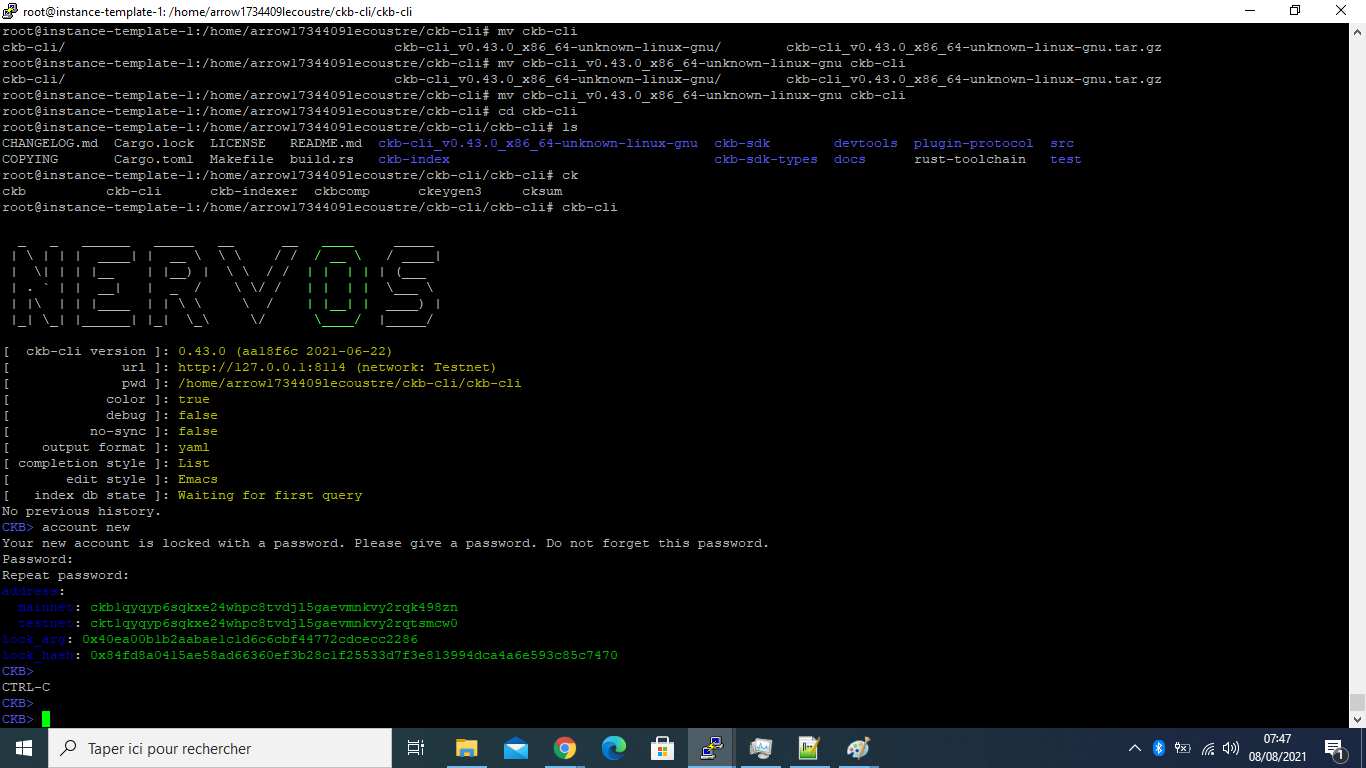 root@instance-template-1: /home/arrow1734409lecoustre/ckb-cli/ckb-cli
root@instance-template-1:/home/arrow1734409lecoustre/ckb-cli# mv ckb-cli
ckb-cli/ ckb-cli_v0.43.0_x86_64-unknown-linux-gnu/ ckb-cli_v0.43.0_x86_64-unknown-linux-gnu.tar.gz
root@instance-template-1:/home/arrow1734409lecoustre/ckb-cli# mv ckb-cli_v0.43.0_x86_64-unknown-linux-gnu ckb-cli
ckb-cli/ ckb-cli_v0.43.0_x86_64-unknown-linux-gnu/ ckb-cli_v0.43.0_x86_64-unknown-linux-gnu.tar.gz
root@instance-template-1:/home/arrow1734409lecoustre/ckb-cli# mv ckb-cli_v0.43.0_x86_64-unknown-linux-gnu ckb-cli
root@instance-template-1:/home/arrow1734409lecoustre/ckb-cli# cd ckb-cli
root@instance-template-1:/home/arrow1734409lecoustre/ckb-cli/ckb-cli# ls
CHANGELOG.md Cargo.lock LICENSE README.md ckb-cli_v0.43.0_x86_64-unknown-linux-gnu ckb-sdk devtools plugin-protocol src
COPYING Cargo.toml Makefile build.rs ckb-index ckb-sdk-types docs rust-toolchain test
root@instance-template-1:/home/arrow1734409lecoustre/ckb-cli/ckb-cli# ck
ckb ckb-cli ckb-indexer ckbcomp ckeygen3 cksum
root@instance-template-1:/home/arrow1734409lecoustre/ckb-cli/ckb-cli# ckb-cli
NERVOS
[ ckb-cli version ]: 0.43.0 (aa18f6c 2021-06-22)
[ url ]: http://127.0.0.1:8114 (network: Testnet)
[ pwd ]: /home/arrow1734409lecoustre/ckb-cli/ckb-cli
[ color ]: true
[ debug ]: false
[ no-sync ]: false
[ output format ]: yaml
[ completion style ]: List
[ edit style ]: Emacs
[ index db state ]: Waiting for first query
No previous history.
CKB> account new
Your new account is locked with a password. Please give a password. Do not forget this password.
Password:
Repeat password:
address:
mainnet: ckb1qyqyp6sqkxe24whpc8tvdjl5gaevmnkvy2rqk498zn
testnet: ckt1qyqyp6sqkxe24whpc8tvdjl5gaevmnkvy2rqtsmcw0
lock_arg: 0x40ea00b1b2aabae1c1d6c6cbf44772cdcecc2286
lock_hash: 0x84fd8a0415ae58ad66360ef3b28c1f25533d7f3e813994dca4a6e593c85c7470
CKB>
CTRL-C
CKB>
CKB>
Taper ici pour rechercher
07:47
08/08/2021
1